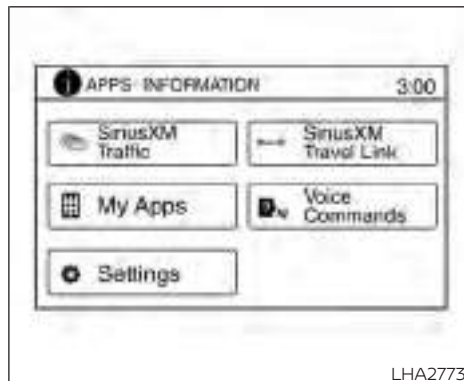 APPS·INFORMATION 3:00
SiriusXM
Traffic
SiriusXM
Travel Link
My Apps
Voice
Commands
Settings
LHA2773